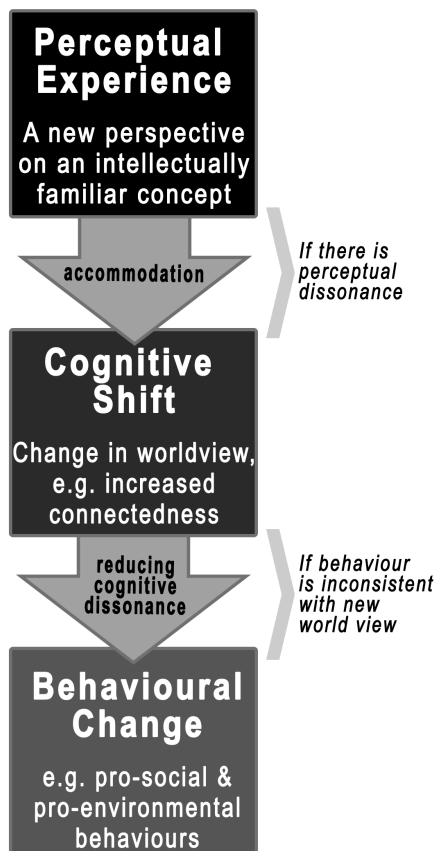 Perceptual
Experience
A new perspective
on an intellectually
familiar concept
accommodation
If there is
perceptual
dissonance
Cognitive
Shift
Change in worldview,
e.g. increased
connectedness
reducing
cognitive
dissonance
If behaviour
is inconsistent
with new
world view
Behavioural
Change
e.g. pro-social &
pro-environmental
behaviours